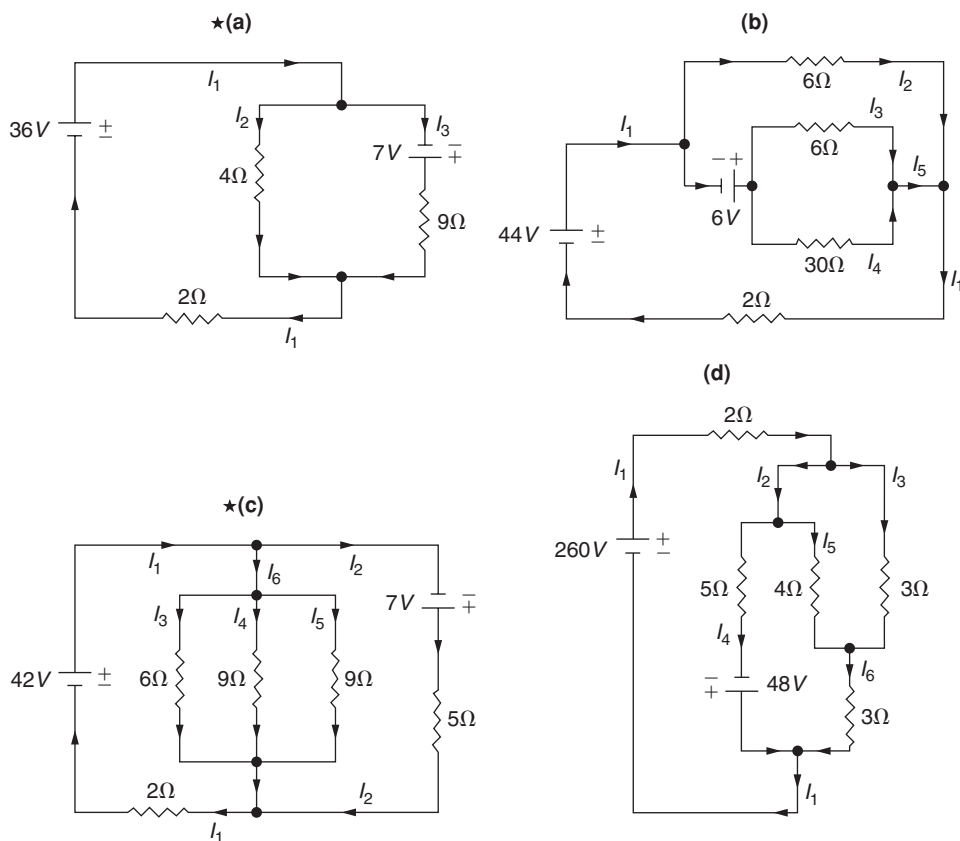 ★(a)
I1
36V
+
−
I2
4Ω
I3
7V
−
+
9Ω
2Ω
I1
(b)
6Ω
I2
I1
I3
6Ω
I5
− +
6V
30Ω
I4
44V
+
−
I1
2Ω
★(c)
I1
I2
I6
7V
−
+
I3
I4
I5
42V
+
−
6Ω
9Ω
9Ω
5Ω
2Ω
I1
I2
(d)
2Ω
I1
I2
I3
260V
+
−
I5
5Ω
4Ω
3Ω
I4
I6
−
+
48V
3Ω
I1